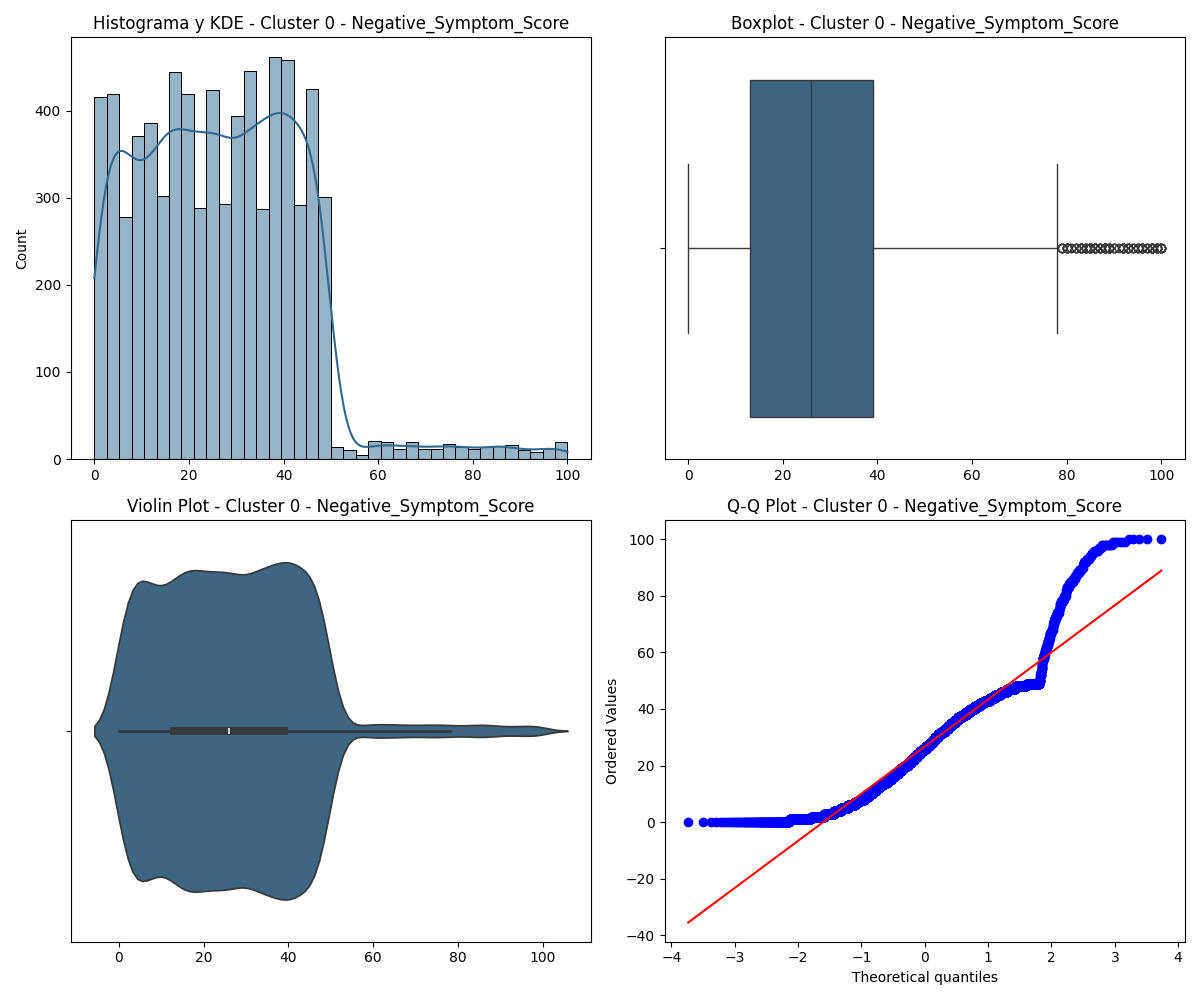 Histograma y KDE - Cluster 0 - Negative_Symptom_Score
Count
400
300
200
100
0
0 20 40 60 80 100
Boxplot - Cluster 0 - Negative_Symptom_Score
0 20 40 60 80 100
Violin Plot - Cluster 0 - Negative_Symptom_Score
0 20 40 60 80 100
Q-Q Plot - Cluster 0 - Negative_Symptom_Score
Ordered Values
100
80
60
40
20
0
−20
−40
−4 −3 −2 −1 0 1 2 3 4
Theoretical quantiles